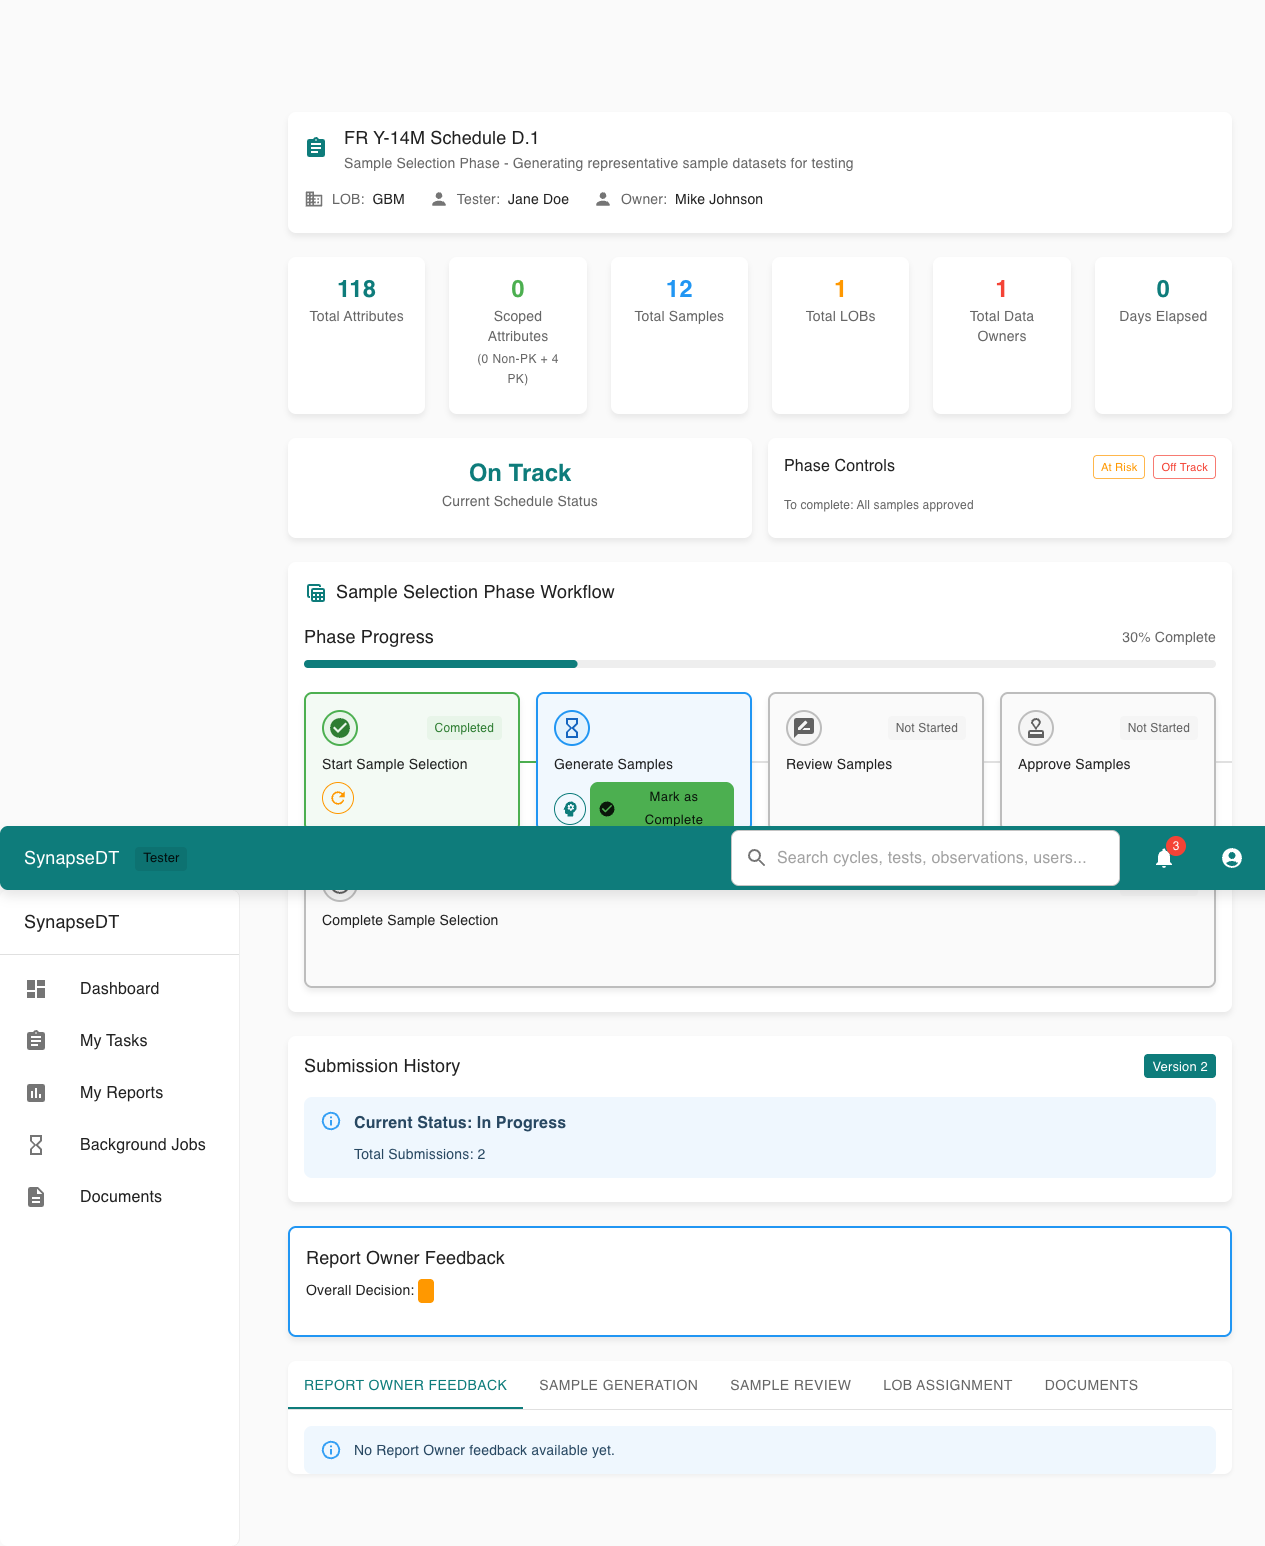 FR Y-14M Schedule D.1
Sample Selection Phase - Generating representative sample datasets for testing
LOB: GBM Tester: Jane Doe Owner: Mike Johnson
118
Total Attributes
0
Scoped
Attributes
(0 Non-PK + 4
PK)
12
Total Samples
1
Total LOBs
1
Total Data
Owners
0
Days Elapsed
On Track
Current Schedule Status
Phase Controls
At Risk
Off Track
To complete: All samples approved
Sample Selection Phase Workflow
Phase Progress
30% Complete
Completed
Start Sample Selection
Generate Samples
Mark as
Complete
Not Started
Review Samples
Not Started
Approve Samples
SynapseDT
Tester
Search cycles, tests, observations, users...
3
Complete Sample Selection
SynapseDT
Dashboard
My Tasks
My Reports
Background Jobs
Documents
Submission History
Version 2
Current Status: In Progress
Total Submissions: 2
Report Owner Feedback
Overall Decision:
REPORT OWNER FEEDBACK
SAMPLE GENERATION
SAMPLE REVIEW
LOB ASSIGNMENT
DOCUMENTS
No Report Owner feedback available yet.